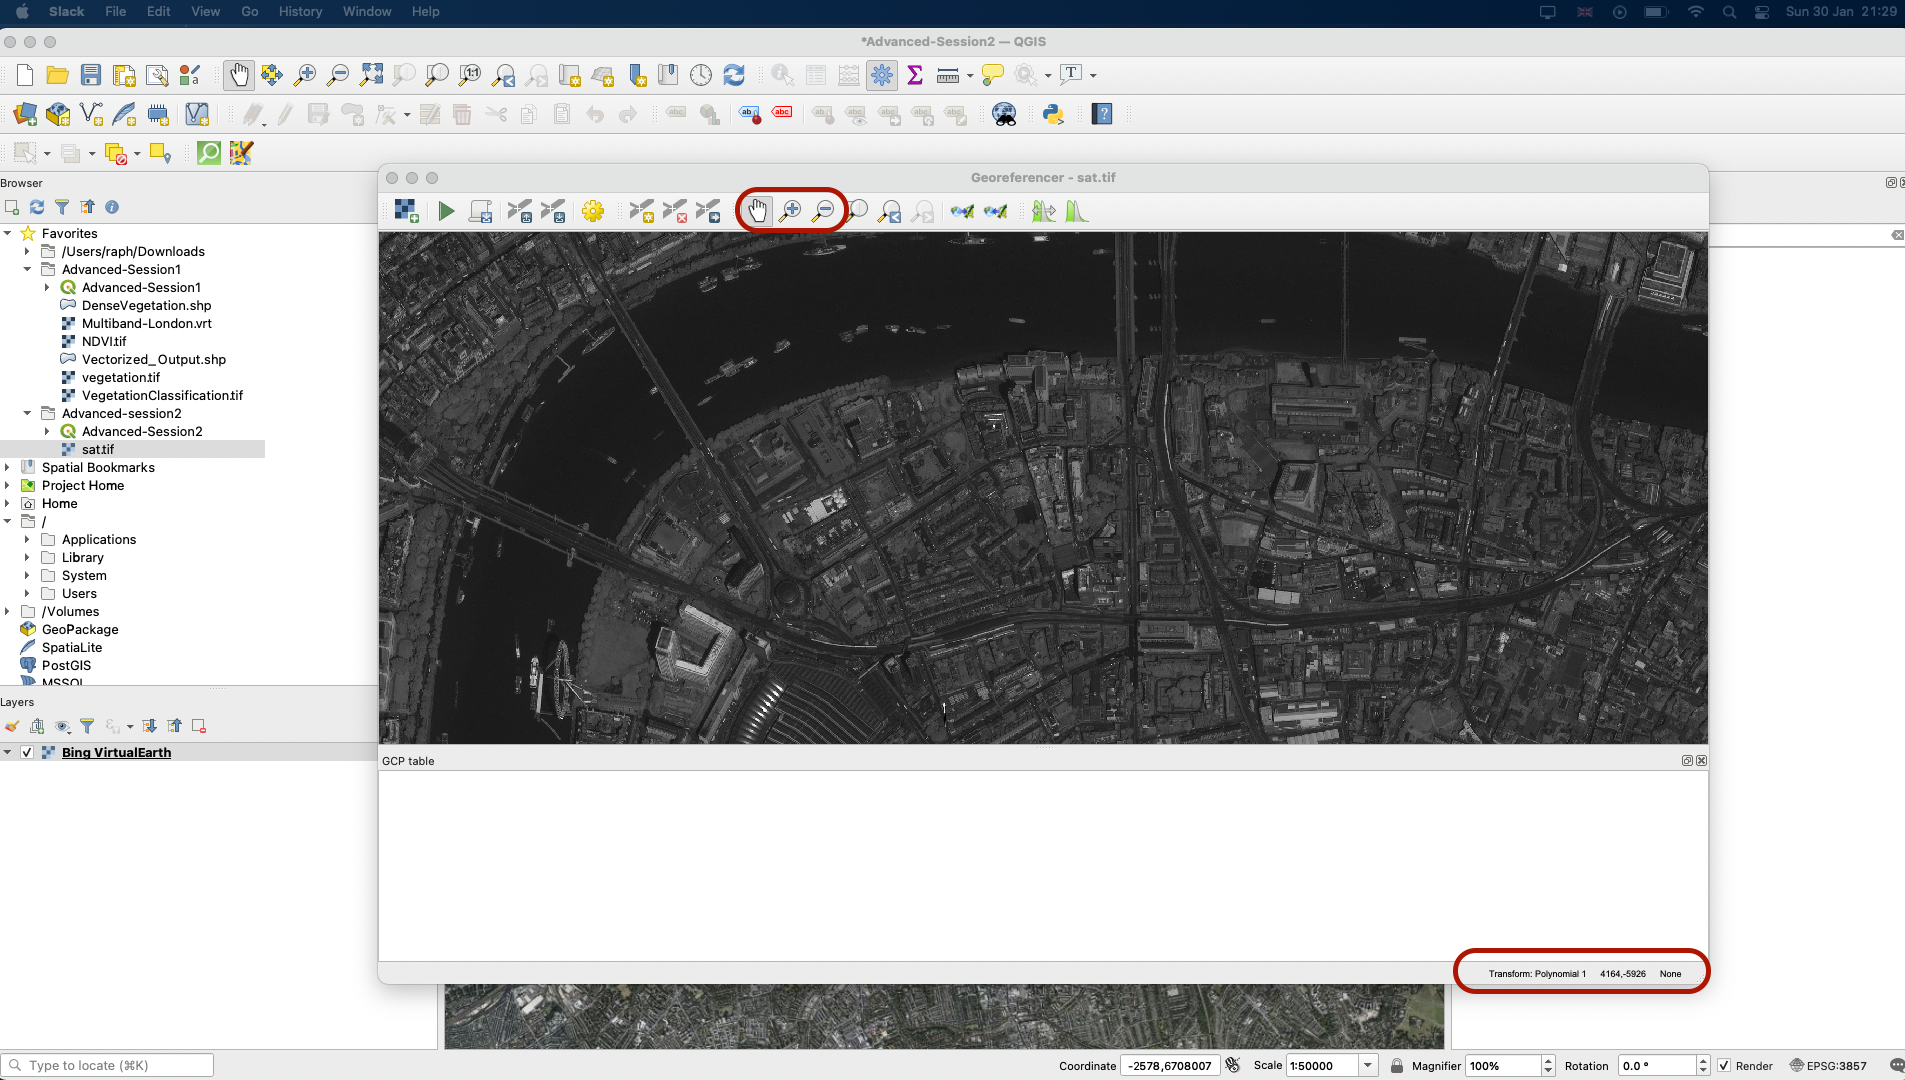 Slack File Edit View Go History Window Help Sun 30 Jan 21:29
*Advanced-Session2 — QGIS
Georeferencer - sat.tif
Browser
Favorites
/Users/raph/Downloads
Advanced-Session1
Advanced-Session1
DenseVegetation.shp
Multiband-London.vrt
NDVI.tif
Vectorized_Output.shp
vegetation.tif
VegetationClassification.tif
Advanced-session2
Advanced-Session2
sat.tif
Spatial Bookmarks
Project Home
Home
/
Applications
Library
System
Users
/Volumes
GeoPackage
SpatiaLite
PostGIS
MSSQL
Layers
Bing VirtualEarth
GCP table
Transform: Polynomial 1 4164,-5926 None
Type to locate (⌘K) Coordinate -2578,6708007 Scale 1:50000 Magnifier 100% Rotation 0.0 ° Render EPSG:3857